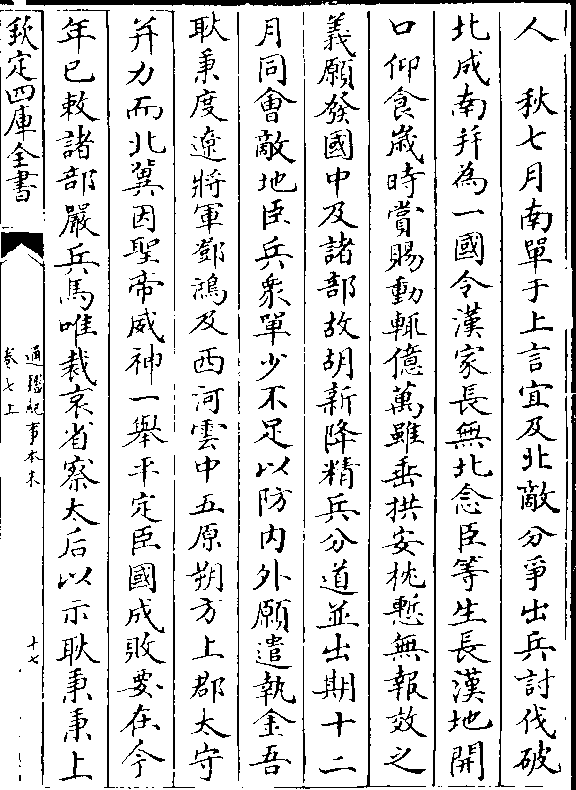 人　秋七月南單于上言宜及北敵分爭出兵討伐破
北成南并為一國令漢家長無北念臣等生長漢地開
口仰食嵗時賞賜動輒億萬雖垂拱安枕慙無報效之
義願發國中及諸部故胡新降精兵分道並出期十二
月同會敵地臣兵衆單少不足以防内外願遣執金吾
耿秉度遼將軍鄧鴻及西河雲中五原朔方上郡太守
并力而北冀因聖帝威神一舉平定臣國成敗要在今
年已敕諸部嚴兵馬唯裁哀省察太后以示耿秉秉上
欽定四庫全書
通鑑紀事本末
卷七上
十七